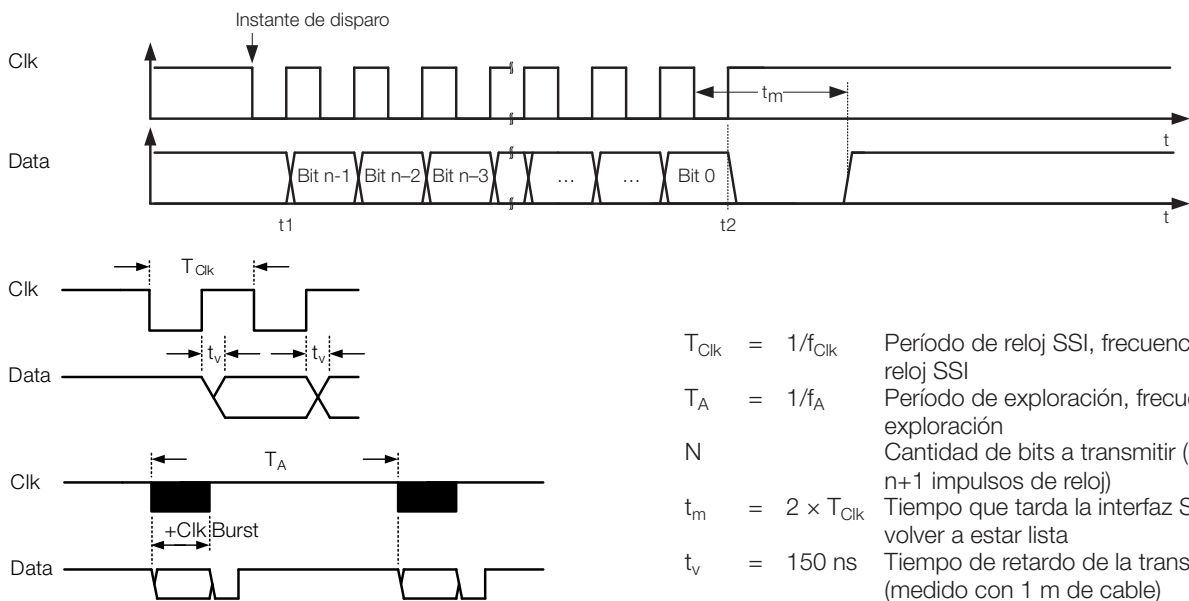 Instante de disparo
Clk
t_m
t
Data
Bit n-1 Bit n–2 Bit n–3 ... ... Bit 0
t1 t2 t
T_Clk
Clk
t_v t_v
Data
T_A
Clk
+Clk Burst
Data
T_Clk = 1/f_Clk Período de reloj SSI,
reloj SSI
T_A = 1/f_A Período de exploración,
exploración
N Cantidad de bits a transmitir (
n+1 impulsos de reloj)
t_m = 2 × T_Clk Tiempo que tarda la interfaz
volver a estar lista
t_v = 150 ns Tiempo de retardo de la
(medido con 1 m de cable)